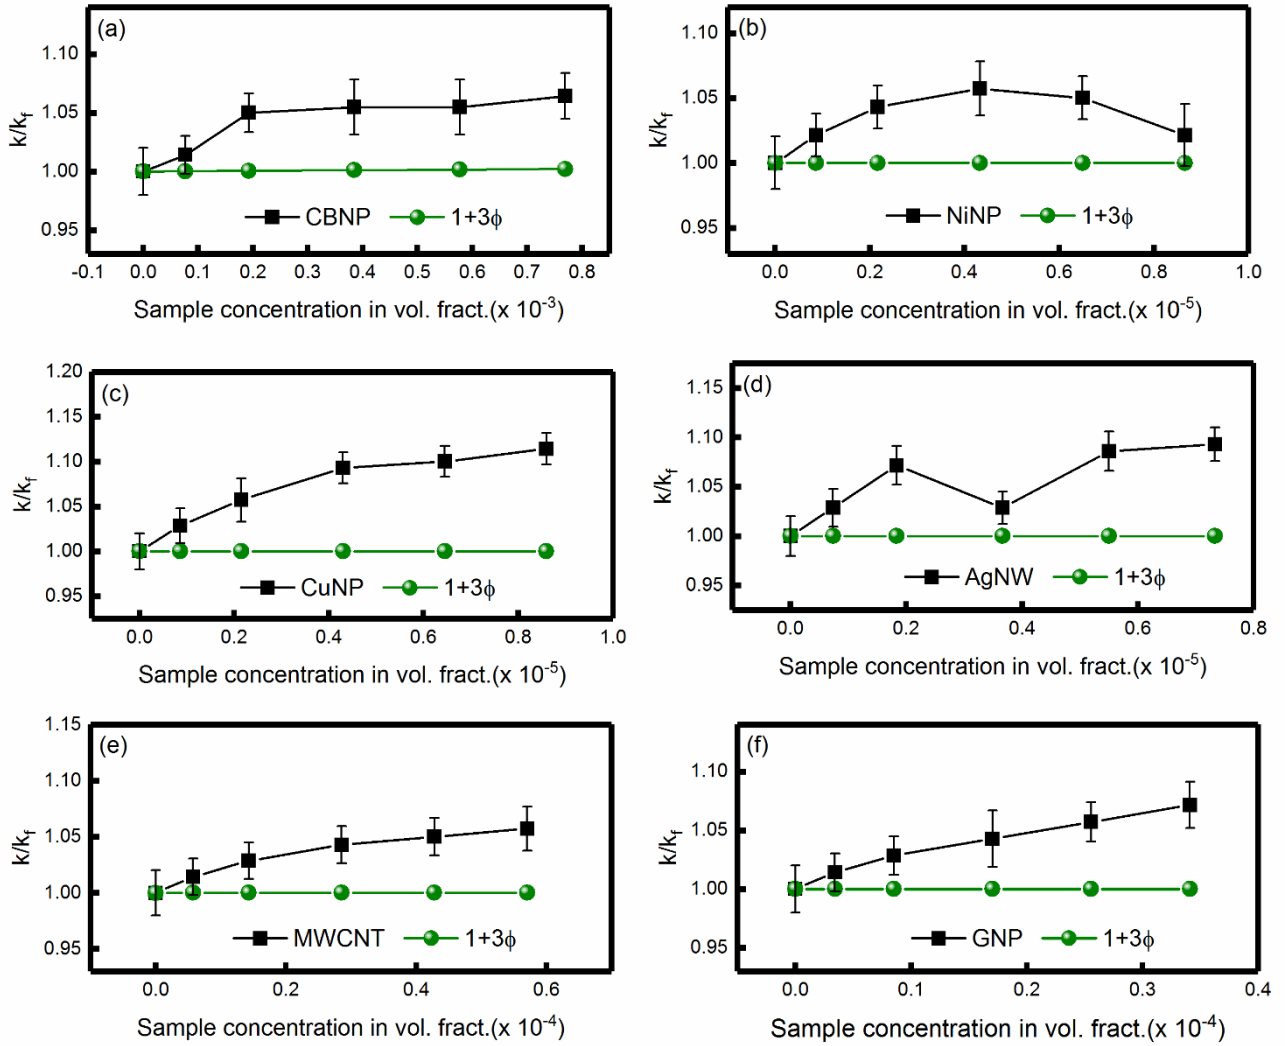 (a)
k/kf
1.10
1.05
1.00
0.95
CBNP 1+3ϕ
-0.1 0.0 0.1 0.2 0.3 0.4 0.5 0.6 0.7 0.8
Sample concentration in vol. fract.(x 10-3)
(b)
k/kf
1.10
1.05
1.00
0.95
NiNP 1+3ϕ
0.0 0.2 0.4 0.6 0.8 1.0
Sample concentration in vol. fract.(x 10-5)
(c)
k/kf
1.20
1.15
1.10
1.05
1.00
0.95
CuNP 1+3ϕ
0.0 0.2 0.4 0.6 0.8 1.0
Sample concentration in vol. fract.(x 10-5)
(d)
k/kf
1.15
1.10
1.05
1.00
0.95
AgNW 1+3ϕ
0.0 0.2 0.4 0.6 0.8
Sample concentration in vol. fract.(x 10-5)
(e)
k/kf
1.15
1.10
1.05
1.00
0.95
MWCNT 1+3ϕ
0.0 0.2 0.4 0.6
Sample concentration in vol. fract.(x 10-4)
(f)
k/kf
1.10
1.05
1.00
0.95
GNP 1+3ϕ
0.0 0.1 0.2 0.3 0.4
Sample concentration in vol. fract.(x 10-4)